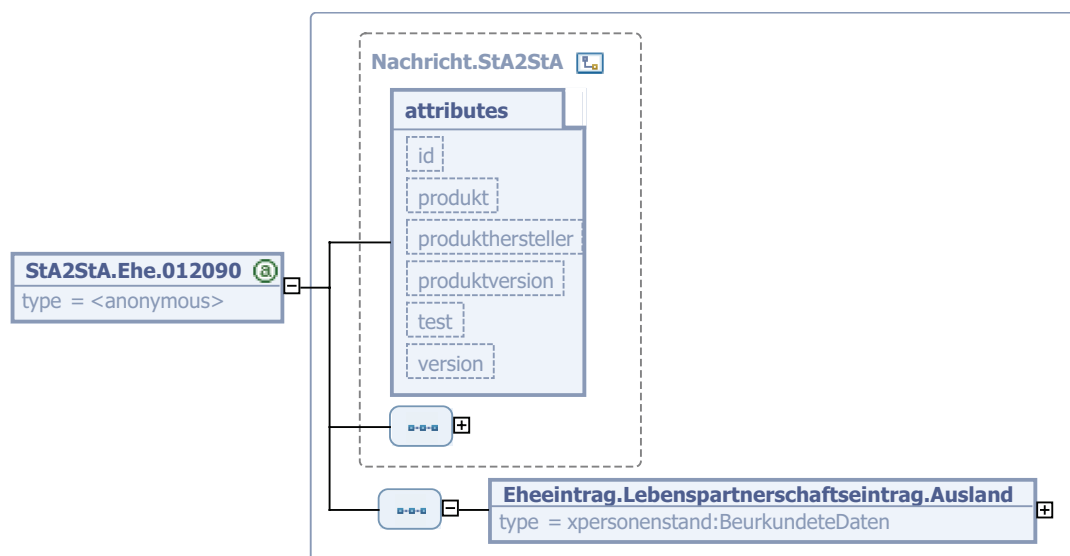 Nachricht.StA2StA
attributes
id
produkt
produkthersteller
produktversion
test
version
StA2StA.Ehe.012090 a
type = <anonymous>
Eheeintrag.Lebenspartnerschaftseintrag.Ausland
type = xpersonenstand:BeurkundeteDaten